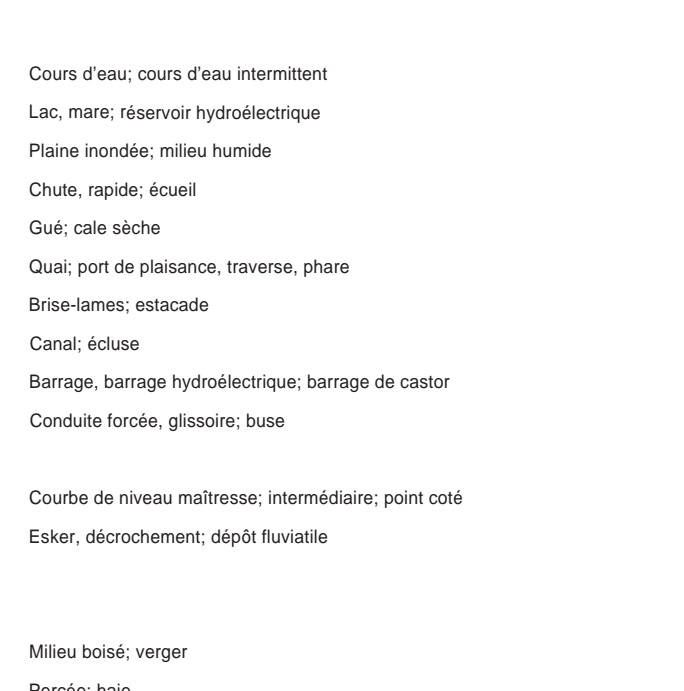 Cours d'eau; cours d'eau intermittent
Lac, mare; réservoir hydroélectrique
Plaine inondée; milieu humide
Chute, rapide; écueil
Gué; cale sèche
Quai; port de plaisance, traverse, phare
Brise-lames; estacade
Canal; écluse
Barrage, barrage hydroélectrique; barrage de castor
Conduite forcée, glissoire; buse
Courbe de niveau maîtresse; intermédiaire; point coté
Esker, décrochement; dépôt fluviatile
Milieu boisé; verger
Percée; haie